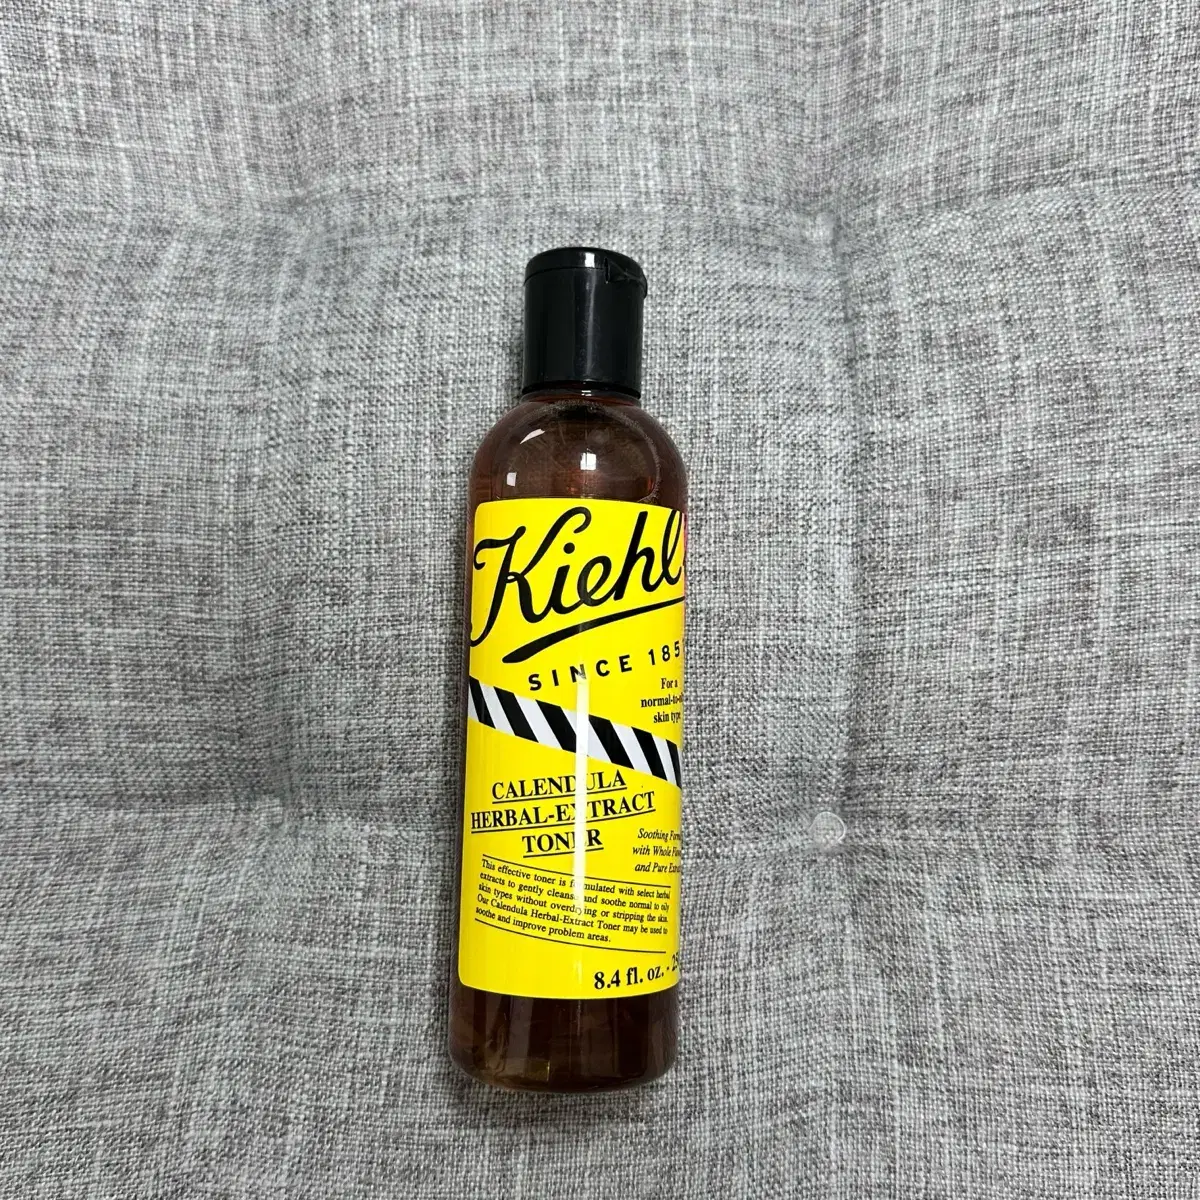 Kiehl
SINCE 185
For a
normal-to-
skin type
CALENDULA
HERBAL-EXTRACT
TONER
Soothing
with Whole
and Pure
This effective toner is formulated with select herbal
extracts to gently cleanse and soothe normal to oily
skin types without overdrying or stripping the skin.
Our Calendula Herbal-Extract Toner may be used to
soothe and improve problem areas.
8.4 fl. oz. - 25